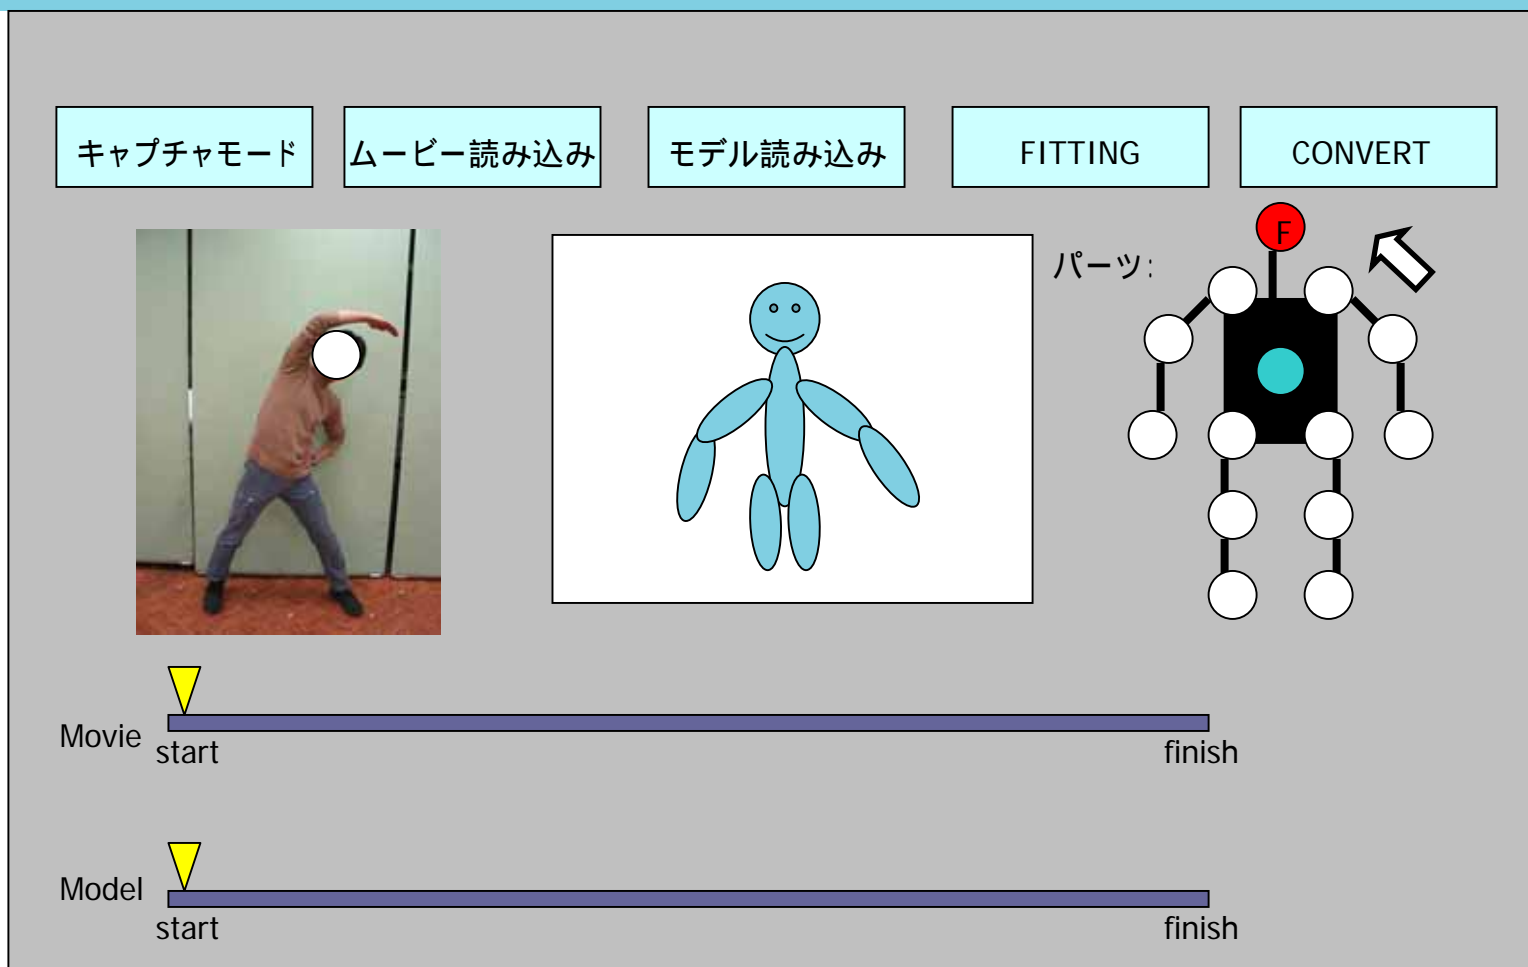 キャプチャモード
ムービー読み込み
モデル読み込み
FITTING
CONVERT
パーツ:
F
Movie
start
finish
Model
start
finish